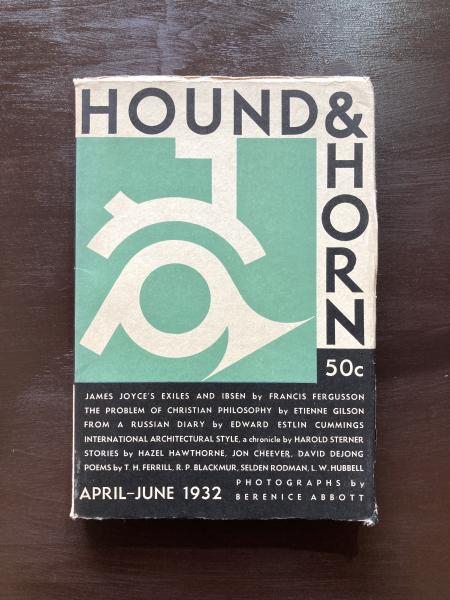 HOUND &
HORN
50c
JAMES JOYCE'S EXILES AND IBSEN by FRANCIS FERGUSSON
THE PROBLEM OF CHRISTIAN PHILOSOPHY by ETIENNE GILSON
FROM A RUSSIAN DIARY by EDWARD ESTLIN CUMMINGS
INTERNATIONAL ARCHITECTURAL STYLE, a chronicle by HAROLD STERNER
STORIES by HAZEL HAWTHORNE, JON CHEEVER, DAVID DEJONG
POEMS by T. H. FERRILL, R. P. BLACKMUR, SELDEN RODMAN, L. W. HUBBELL
PHOTOGRAPHS by
BERENICE ABBOTT
APRIL–JUNE 1932